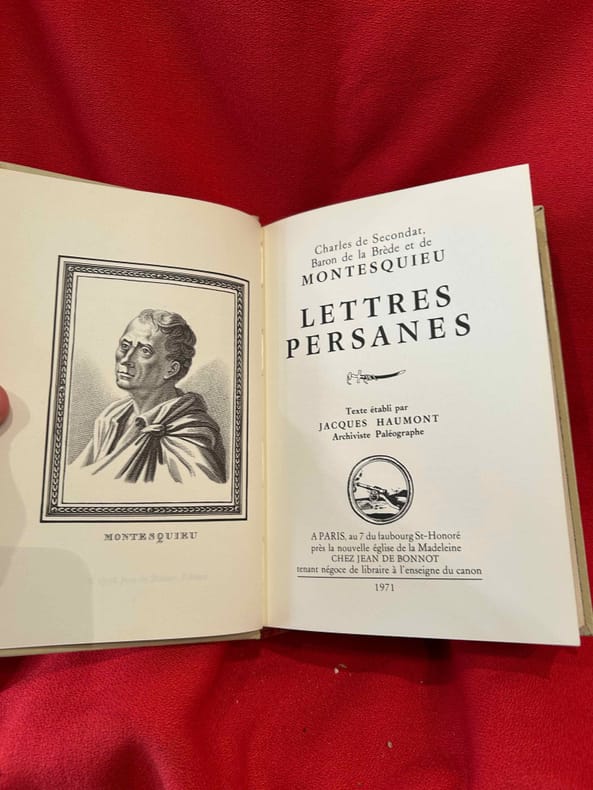 MONTESQUIEU
Charles de Secondat,
Baron de la Brède et de
MONTESQUIEU
LETTRES
PERSANES
Texte établi par
JACQUES HAUMONT
Archiviste Paléographe
A PARIS, au 7 du faubourg St-Honoré
près la nouvelle église de la Madeleine
CHEZ JEAN DE BONNOT
tenant négoce de libraire à l'enseigne du canon
1971